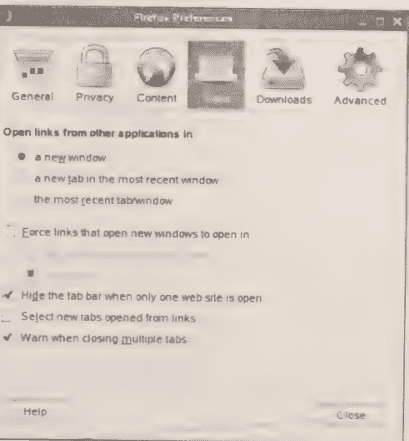 Firefox Preferences
General
Privacy
Content
Downloads
Advanced
Open links from other applications in
a new window
a new tab in the most recent window
the most recent tab/window
Force links that open new windows to open in
Hide the tab bar when only one web site is open
Select new tabs opened from links
Warn when closing multiple tabs
Help
Close